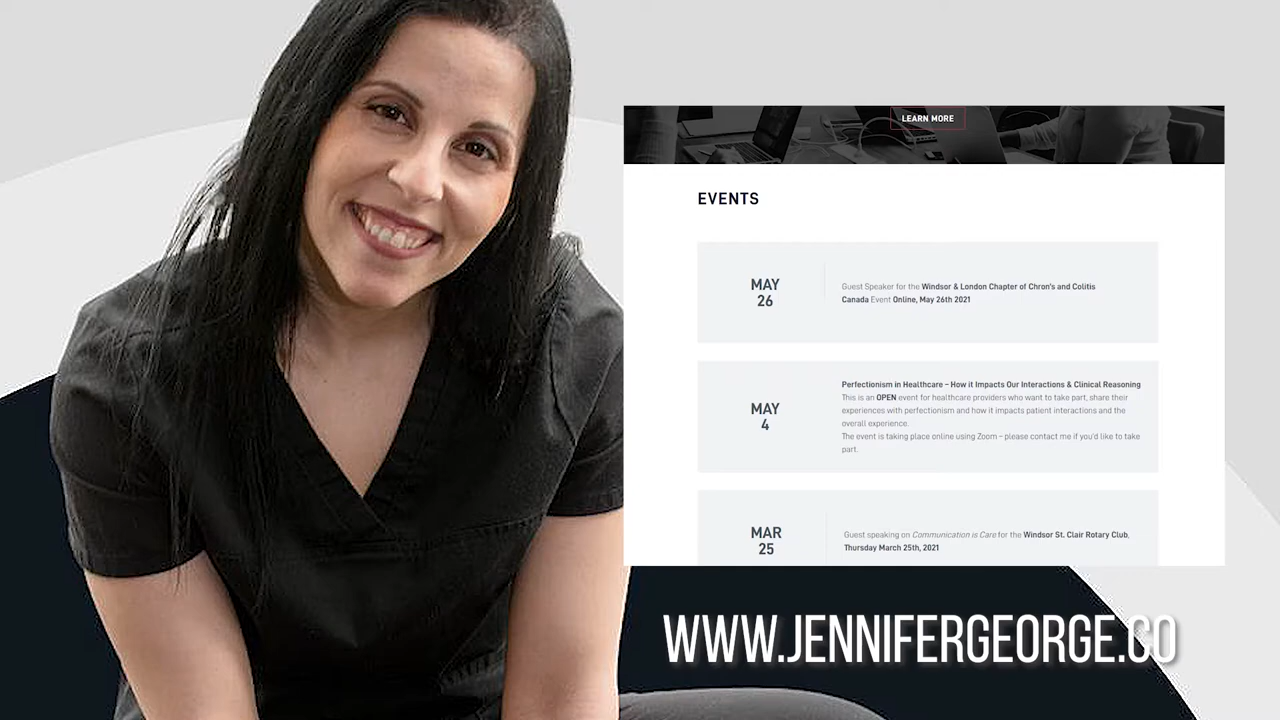 LEARN MORE
EVENTS
MAY
26
Guest Speaker for the Windsor & London Chapter of Chron's and Colitis
Canada Event Online, May 26th 2021
MAY
4
Perfectionism in Healthcare – How it Impacts Our Interactions & Clinical Reasoning
This is an OPEN event for healthcare providers who want to take part, share their
experiences with perfectionism and how it impacts patient interactions and the
overall experience.
The event is taking place online using Zoom – please contact me if you'd like to take
part.
MAR
25
Guest speaking on Communication is Care for the Windsor St. Clair Rotary Club,
Thursday March 25th, 2021
WWW.JENNIFERGEORGE.CO